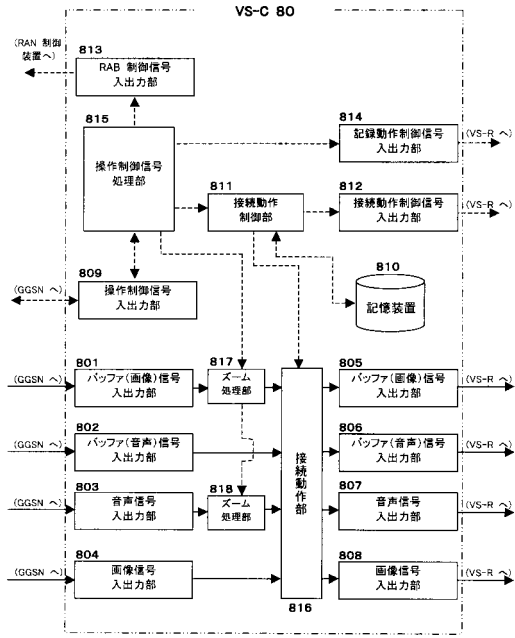 VS-C 80
(RAN 制御
装置へ)
813
RAB 制御信号
入出力部
815
操作制御信号
処理部
814
記録動作制御信号
入出力部
(VS-R へ)
811
接続動作
制御部
812
接続動作制御信号
入出力部
(VS-R へ)
809
(GGSN へ)
操作制御信号
入出力部
810
記憶装置
801
(GGSN へ)
バッファ(画像)信号
入出力部
817
ズーム
処理部
805
バッファ(画像)信号
入出力部
(VS-R へ)
802
(GGSN へ)
バッファ(音声)信号
入出力部
806
バッファ(音声)信号
入出力部
(VS-R へ)
接続動作部
803
(GGSN へ)
音声信号
入出力部
818
ズーム
処理部
807
音声信号
入出力部
(VS-R へ)
804
(GGSN へ)
画像信号
入出力部
808
画像信号
入出力部
(VS-R へ)
816